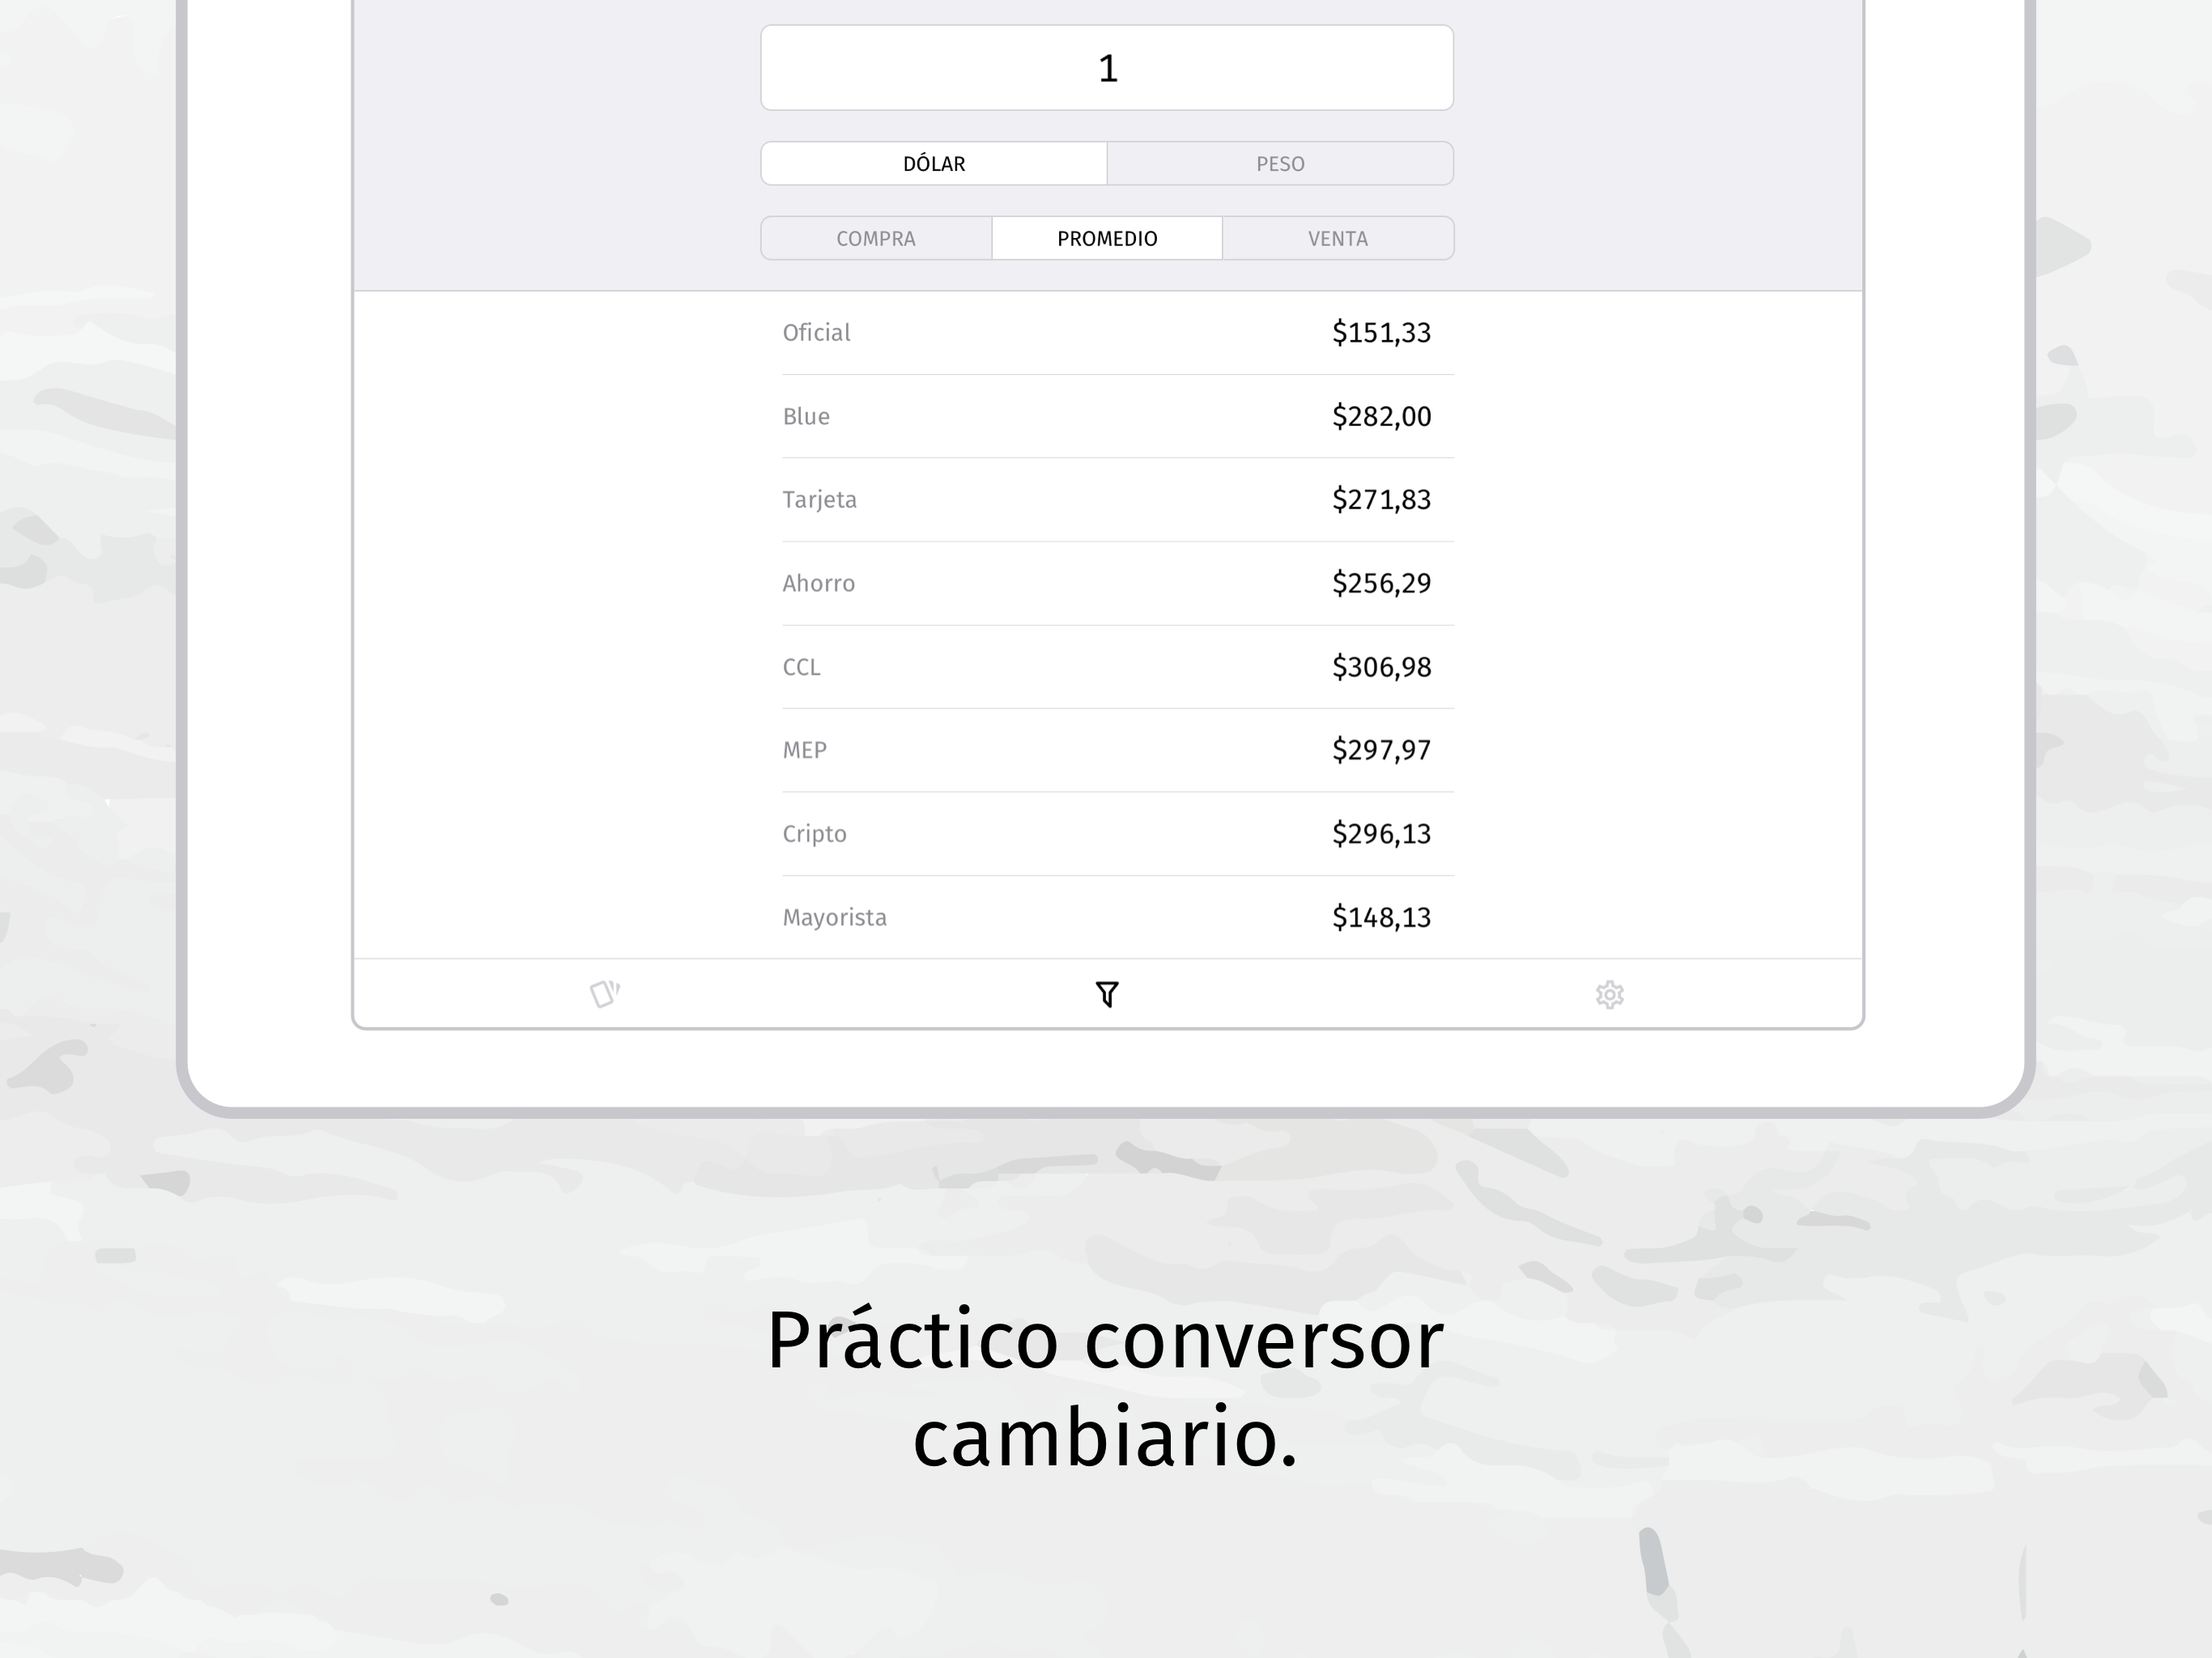 1
DÓLAR PESO
COMPRA PROMEDIO VENTA
Oficial $151,33
Blue $282,00
Tarjeta $271,83
Ahorro $256,29
CCL $306,98
MEP $297,97
Cripto $296,13
Mayorista $148,13
Práctico conversor
cambiario.